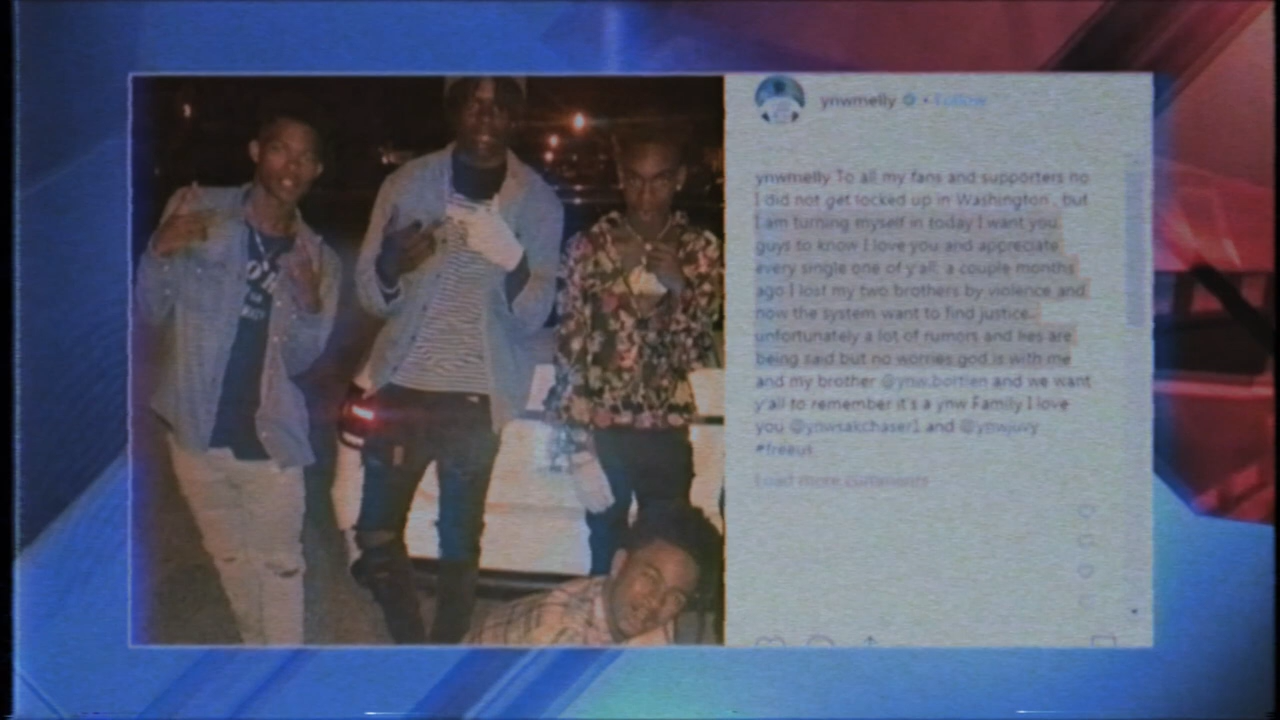 ynwmelly • Follow
ynwmelly To all my fans and supporters no
I did not get locked up in Washington , but
I am turning myself in today I want you
guys to know I love you and appreciate
every single one of y'all, a couple months
ago I lost my two brothers by violence and
now the system want to find justice..
unfortunately a lot of rumors and lies are
being said but no worries god is with me
and my brother @ynw.bortlen and we want
y'all to remember it's a ynw Family I love
you @ynwsakchaser1 and @ynwjuvy
#freeus
Load more comments